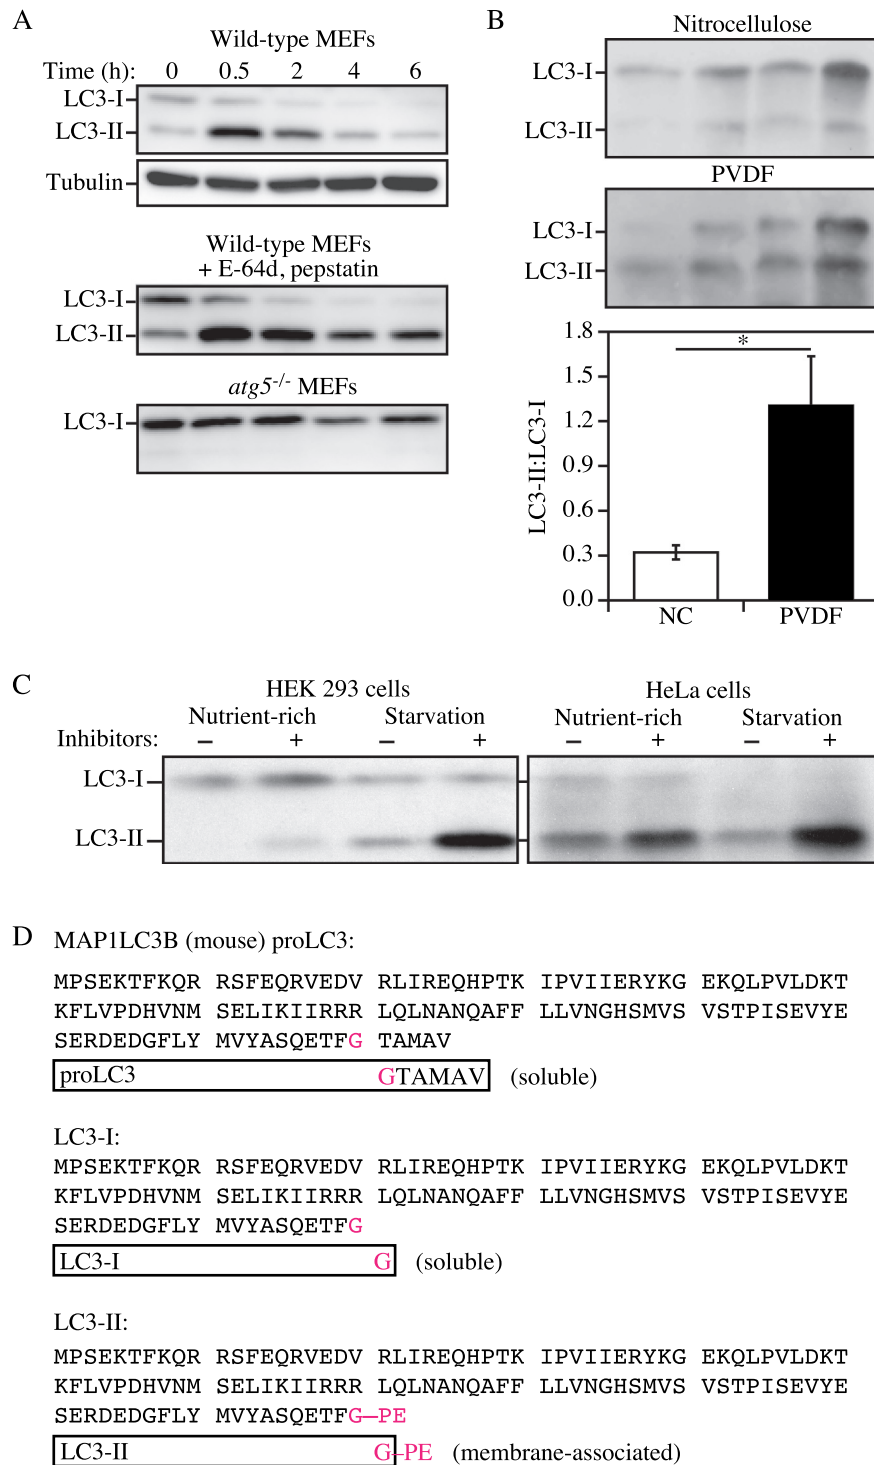 A
Wild-type MEFs
Time (h): 0 0.5 2 4 6
LC3-I
LC3-II
Tubulin
Wild-type MEFs
+ E-64d, pepstatin
LC3-I
LC3-II
atg5-/- MEFs
LC3-I
B
Nitrocellulose
LC3-I
LC3-II
PVDF
LC3-I
LC3-II
1.8
*
1.5
1.2
0.9
0.6
0.3
0.0
LC3-II:LC3-I
NC PVDF
C
HEK 293 cells HeLa cells
Nutrient-rich Starvation Nutrient-rich Starvation
Inhibitors: – + – + – + – +
LC3-I
LC3-II
D
MAP1LC3B (mouse) proLC3:
MPSEKTFKQR RSFEQRVEDV RLIREQHPTK IPVIIERYKG EKQLPVLDKT
KFLVPDHVNM SELIKIIRRR LQLNANQAFF LLVNGHSMVS VSTPISEVYE
SERDEDGFLY MVYASQETFG TAMAV
proLC3 GTAMAV (soluble)
LC3-I:
MPSEKTFKQR RSFEQRVEDV RLIREQHPTK IPVIIERYKG EKQLPVLDKT
KFLVPDHVNM SELIKIIRRR LQLNANQAFF LLVNGHSMVS VSTPISEVYE
SERDEDGFLY MVYASQETFG
LC3-I G (soluble)
LC3-II:
MPSEKTFKQR RSFEQRVEDV RLIREQHPTK IPVIIERYKG EKQLPVLDKT
KFLVPDHVNM SELIKIIRRR LQLNANQAFF LLVNGHSMVS VSTPISEVYE
SERDEDGFLY MVYASQETFG–PE
LC3-II G–PE (membrane-associated)